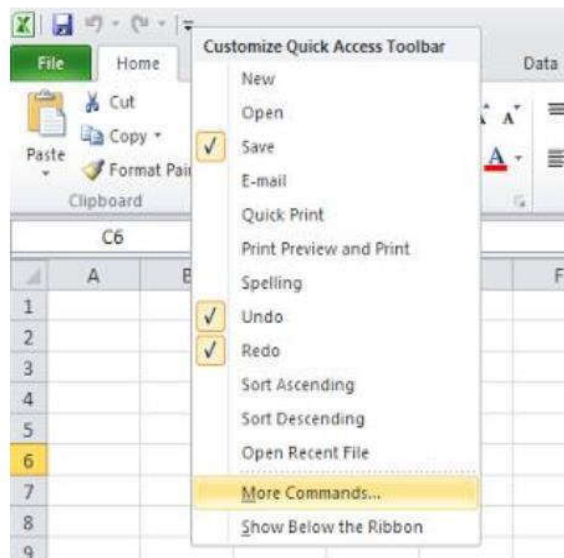 Customize Quick Access Toolbar
File Home Data
New
Cut
Open
Copy
Save
Paste
E-mail
Format Pai
Quick Print
Clipboard
C6
Print Preview and Print
A B F
Spelling
1
Undo
2
Redo
3
Sort Ascending
4
Sort Descending
5
Open Recent File
6
7
More Commands...
8
Show Below the Ribbon
9